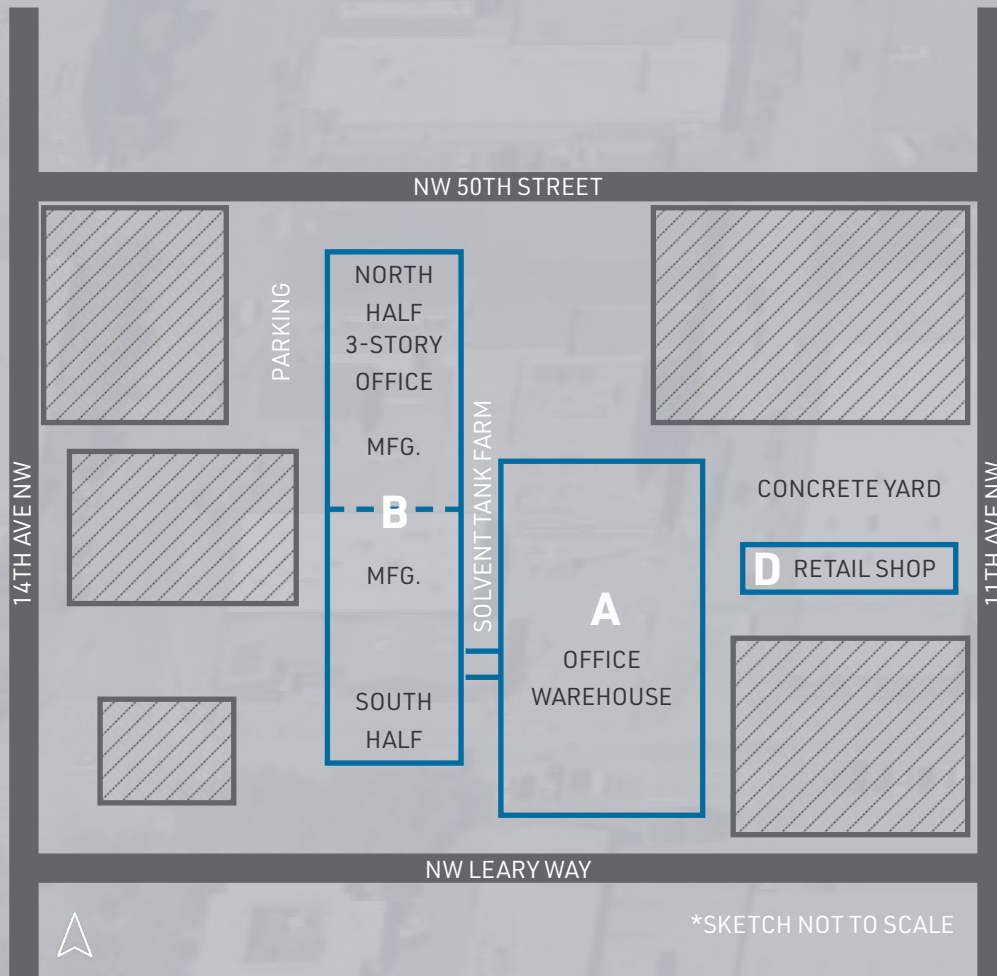 NW 50TH STREET
NORTH
HALF
3-STORY
OFFICE
MFG.
B
MFG.
SOUTH
HALF
PARKING
SOLVENT TANK FARM
A
OFFICE
WAREHOUSE
CONCRETE YARD
D RETAIL SHOP
14TH AVE NW
11TH AVE NW
NW LEARY WAY
*SKETCH NOT TO SCALE